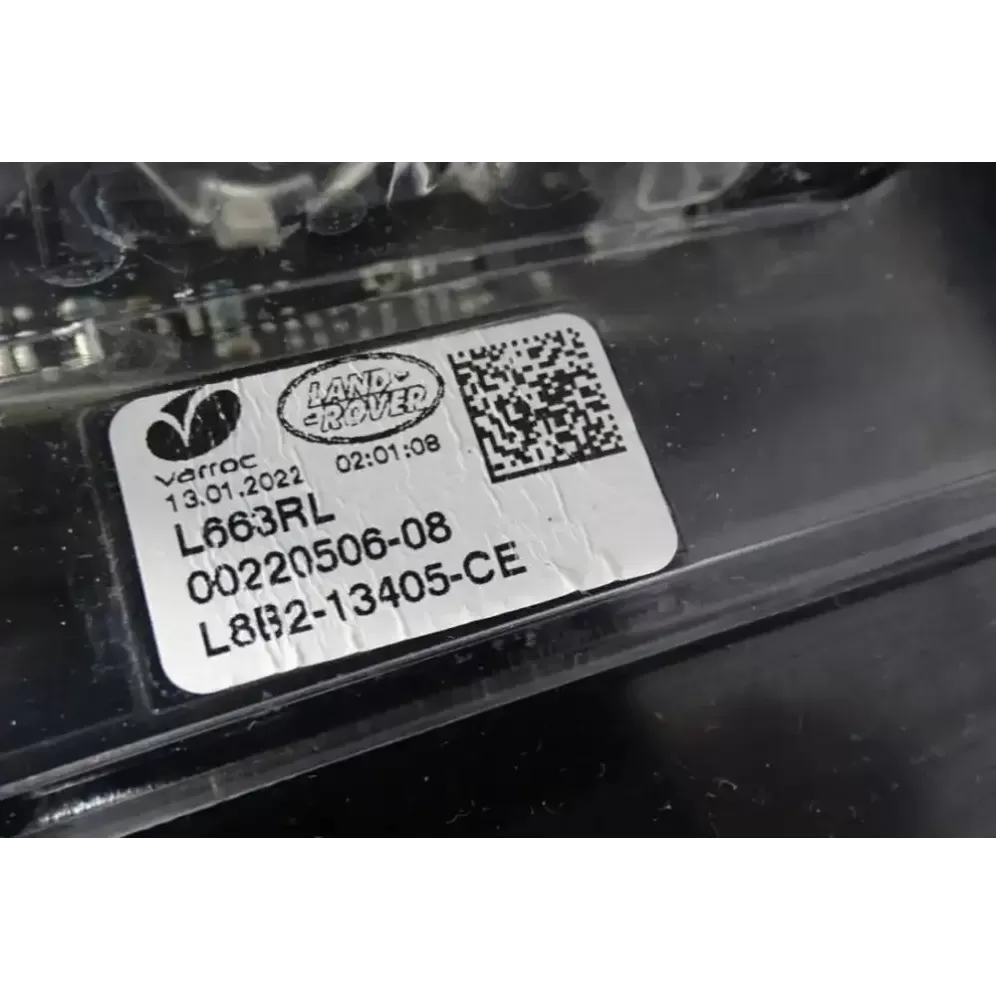 varroc
LAND
-ROVER
13.01.2022
02:01:08
L663RL
00220506-08
L8B2-13405-CE